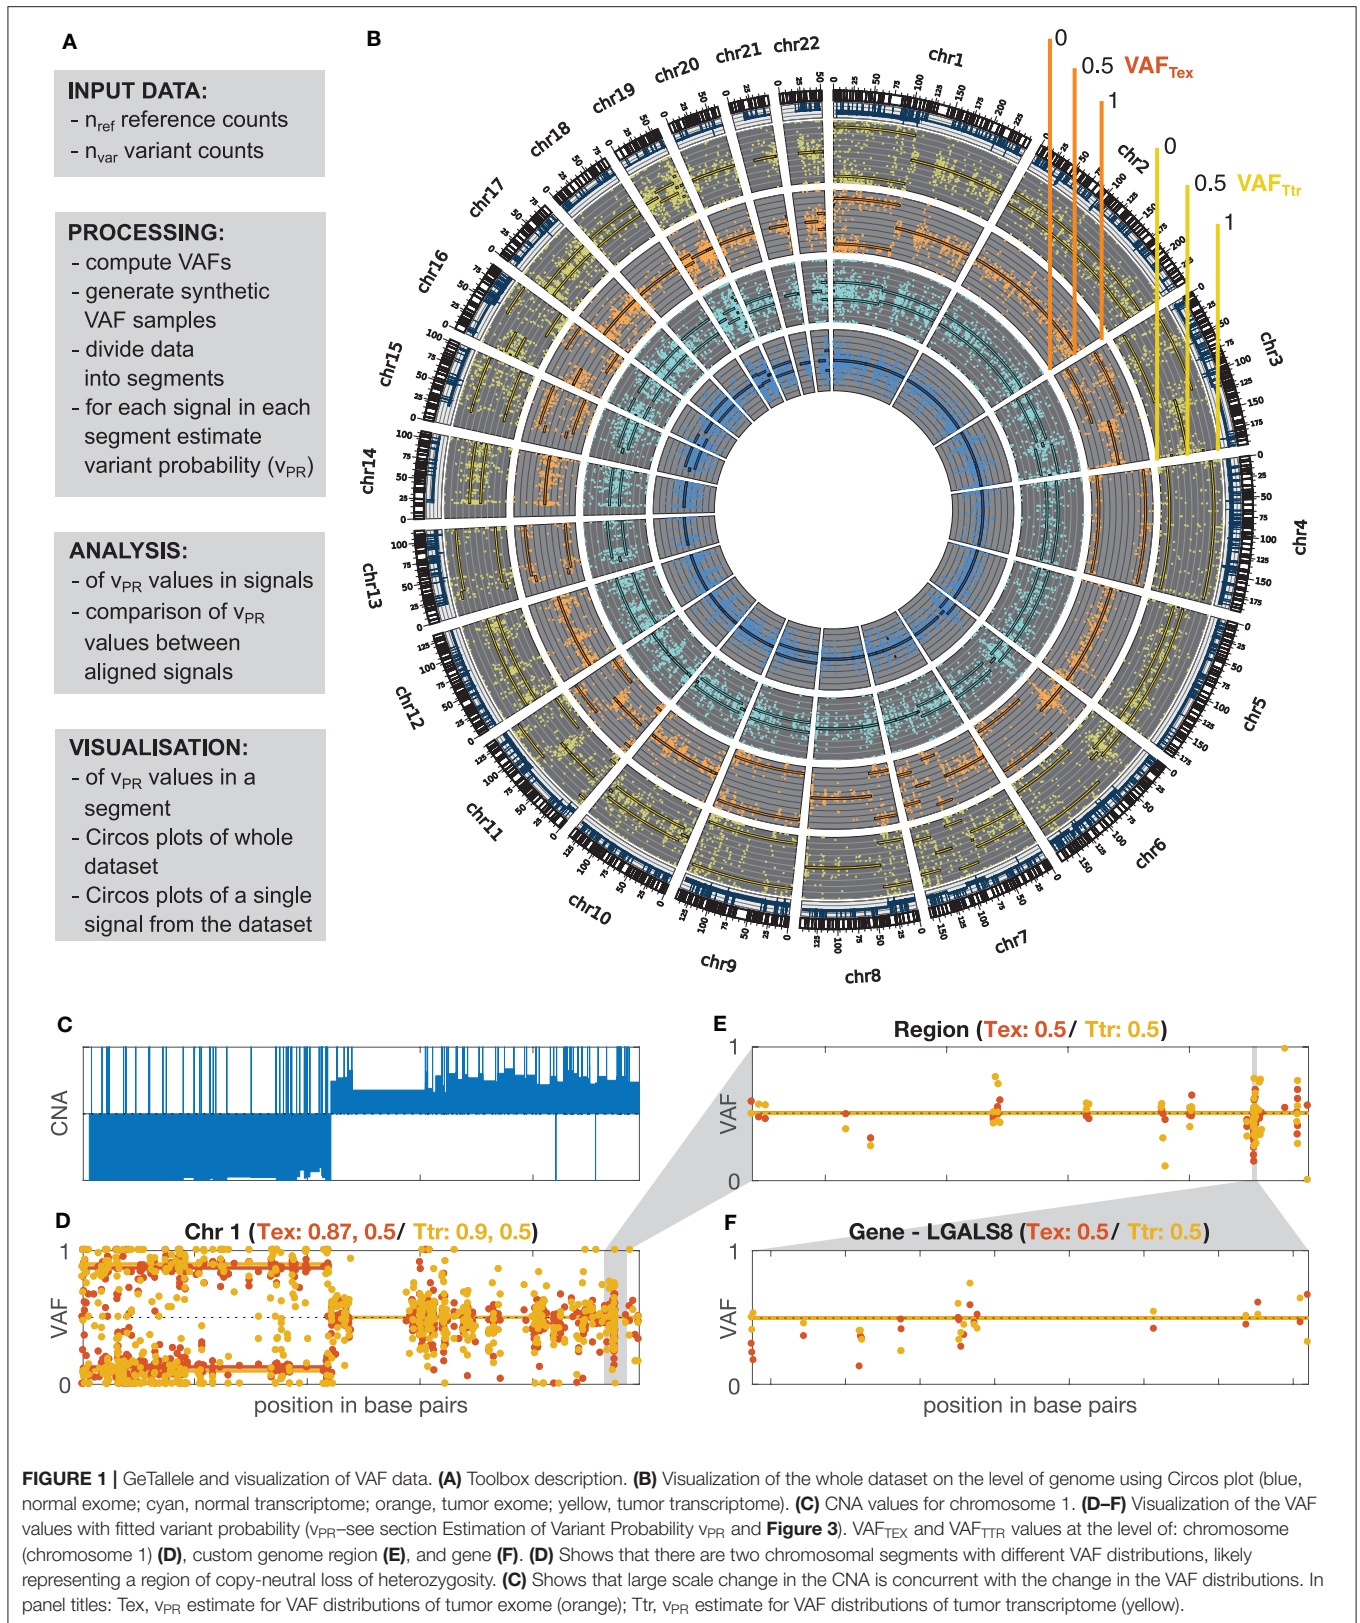 A
INPUT DATA:
- nref reference counts
- nvar variant counts
PROCESSING:
- compute VAFs
- generate synthetic
VAF samples
- divide data
into segments
- for each signal in each
segment estimate
variant probability (vPR)
ANALYSIS:
- of vPR values in signals
- comparison of vPR
values between
aligned signals
VISUALISATION:
- of vPR values in a
segment
- Circos plots of whole
dataset
- Circos plots of a single
signal from the dataset
B
chr1
chr2
chr3
chr4
chr5
chr6
chr7
chr8
chr9
chr10
chr11
chr12
chr13
chr14
chr15
chr16
chr17
chr18
chr19
chr20
chr21
chr22
0
0.5 VAFTex
1
0
0.5 VAFTtr
1
C
CNA
D
Chr 1 (Tex: 0.87, 0.5/ Ttr: 0.9, 0.5)
1
VAF
0
position in base pairs
E
Region (Tex: 0.5/ Ttr: 0.5)
1
VAF
0
F
Gene - LGALS8 (Tex: 0.5/ Ttr: 0.5)
1
VAF
0
position in base pairs
FIGURE 1 | GeTallele and visualization of VAF data. (A) Toolbox description. (B) Visualization of the whole dataset on the level of genome using Circos plot (blue,
normal exome; cyan, normal transcriptome; orange, tumor exome; yellow, tumor transcriptome). (C) CNA values for chromosome 1. (D–F) Visualization of the VAF
values with fitted variant probability (vPR–see section Estimation of Variant Probability vPR and Figure 3). VAFTEX and VAFTTR values at the level of: chromosome
(chromosome 1) (D), custom genome region (E), and gene (F). (D) Shows that there are two chromosomal segments with different VAF distributions, likely
representing a region of copy-neutral loss of heterozygosity. (C) Shows that large scale change in the CNA is concurrent with the change in the VAF distributions. In
panel titles: Tex, vPR estimate for VAF distributions of tumor exome (orange); Ttr, vPR estimate for VAF distributions of tumor transcriptome (yellow).